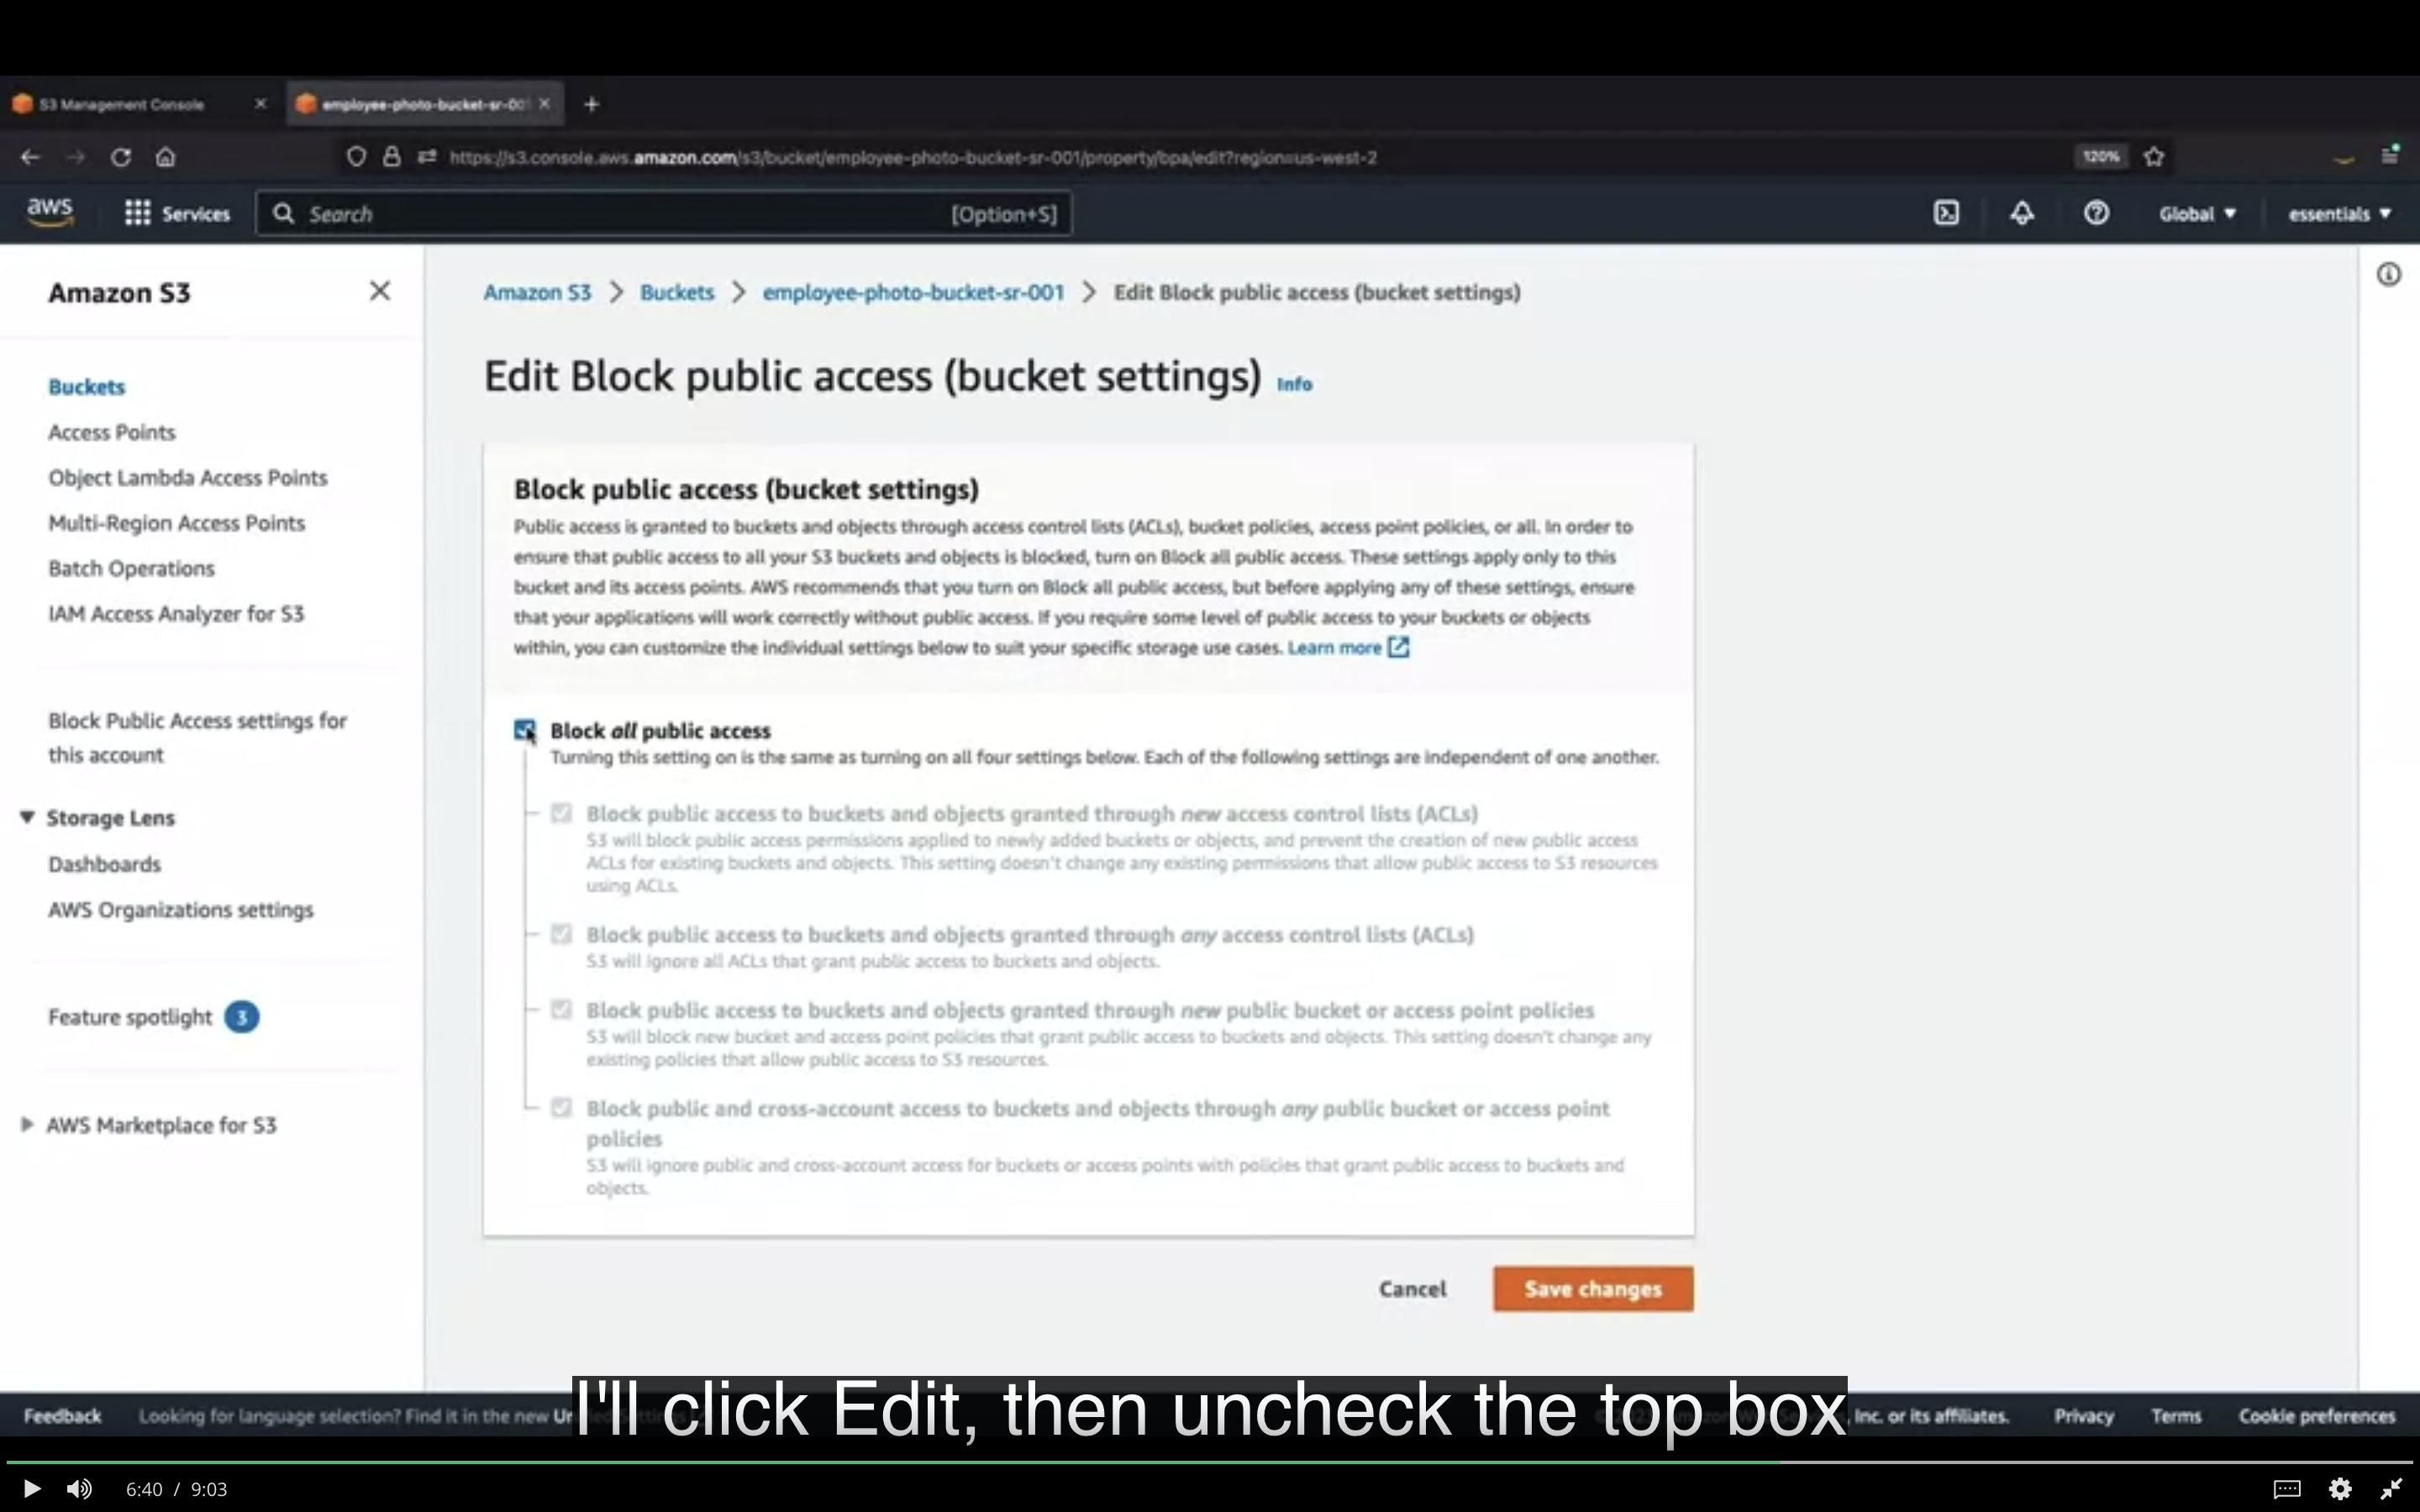 S3 Management Console
employee-photo-bucket-sr-00
https://s3.console.aws.amazon.com/s3/bucket/employee-photo-bucket-sr-001/property/bpa/edit?region=us-west-2
120%
aws
Services
Search
[Option+S]
Global
essentials
Amazon S3
Buckets
Access Points
Object Lambda Access Points
Multi-Region Access Points
Batch Operations
IAM Access Analyzer for S3
Block Public Access settings for
this account
Storage Lens
Dashboards
AWS Organizations settings
Feature spotlight 3
AWS Marketplace for S3
Amazon S3 > Buckets > employee-photo-bucket-sr-001 > Edit Block public access (bucket settings)
Edit Block public access (bucket settings) Info
Block public access (bucket settings)
Public access is granted to buckets and objects through access control lists (ACLs), bucket policies, access point policies, or all. In order to
ensure that public access to all your S3 buckets and objects is blocked, turn on Block all public access. These settings apply only to this
bucket and its access points. AWS recommends that you turn on Block all public access, but before applying any of these settings, ensure
that your applications will work correctly without public access. If you require some level of public access to your buckets or objects
within, you can customize the individual settings below to suit your specific storage use cases. Learn more
Block all public access
Turning this setting on is the same as turning on all four settings below. Each of the following settings are independent of one another.
Block public access to buckets and objects granted through new access control lists (ACLs)
S3 will block public access permissions applied to newly added buckets or objects, and prevent the creation of new public access
ACLs for existing buckets and objects. This setting doesn't change any existing permissions that allow public access to S3 resources
using ACLs.
Block public access to buckets and objects granted through any access control lists (ACLs)
S3 will ignore all ACLs that grant public access to buckets and objects.
Block public access to buckets and objects granted through new public bucket or access point policies
S3 will block new bucket and access point policies that grant public access to buckets and objects. This setting doesn't change any
existing policies that allow public access to S3 resources.
Block public and cross-account access to buckets and objects through any public bucket or access point
policies
S3 will ignore public and cross-account access for buckets or access points with policies that grant public access to buckets and
objects.
Cancel
Save changes
I'll click Edit, then uncheck the top box
Feedback
Looking for language selection? Find it in the new
Inc. or its affiliates.
Privacy
Terms
Cookie preferences
6:40 / 9:03